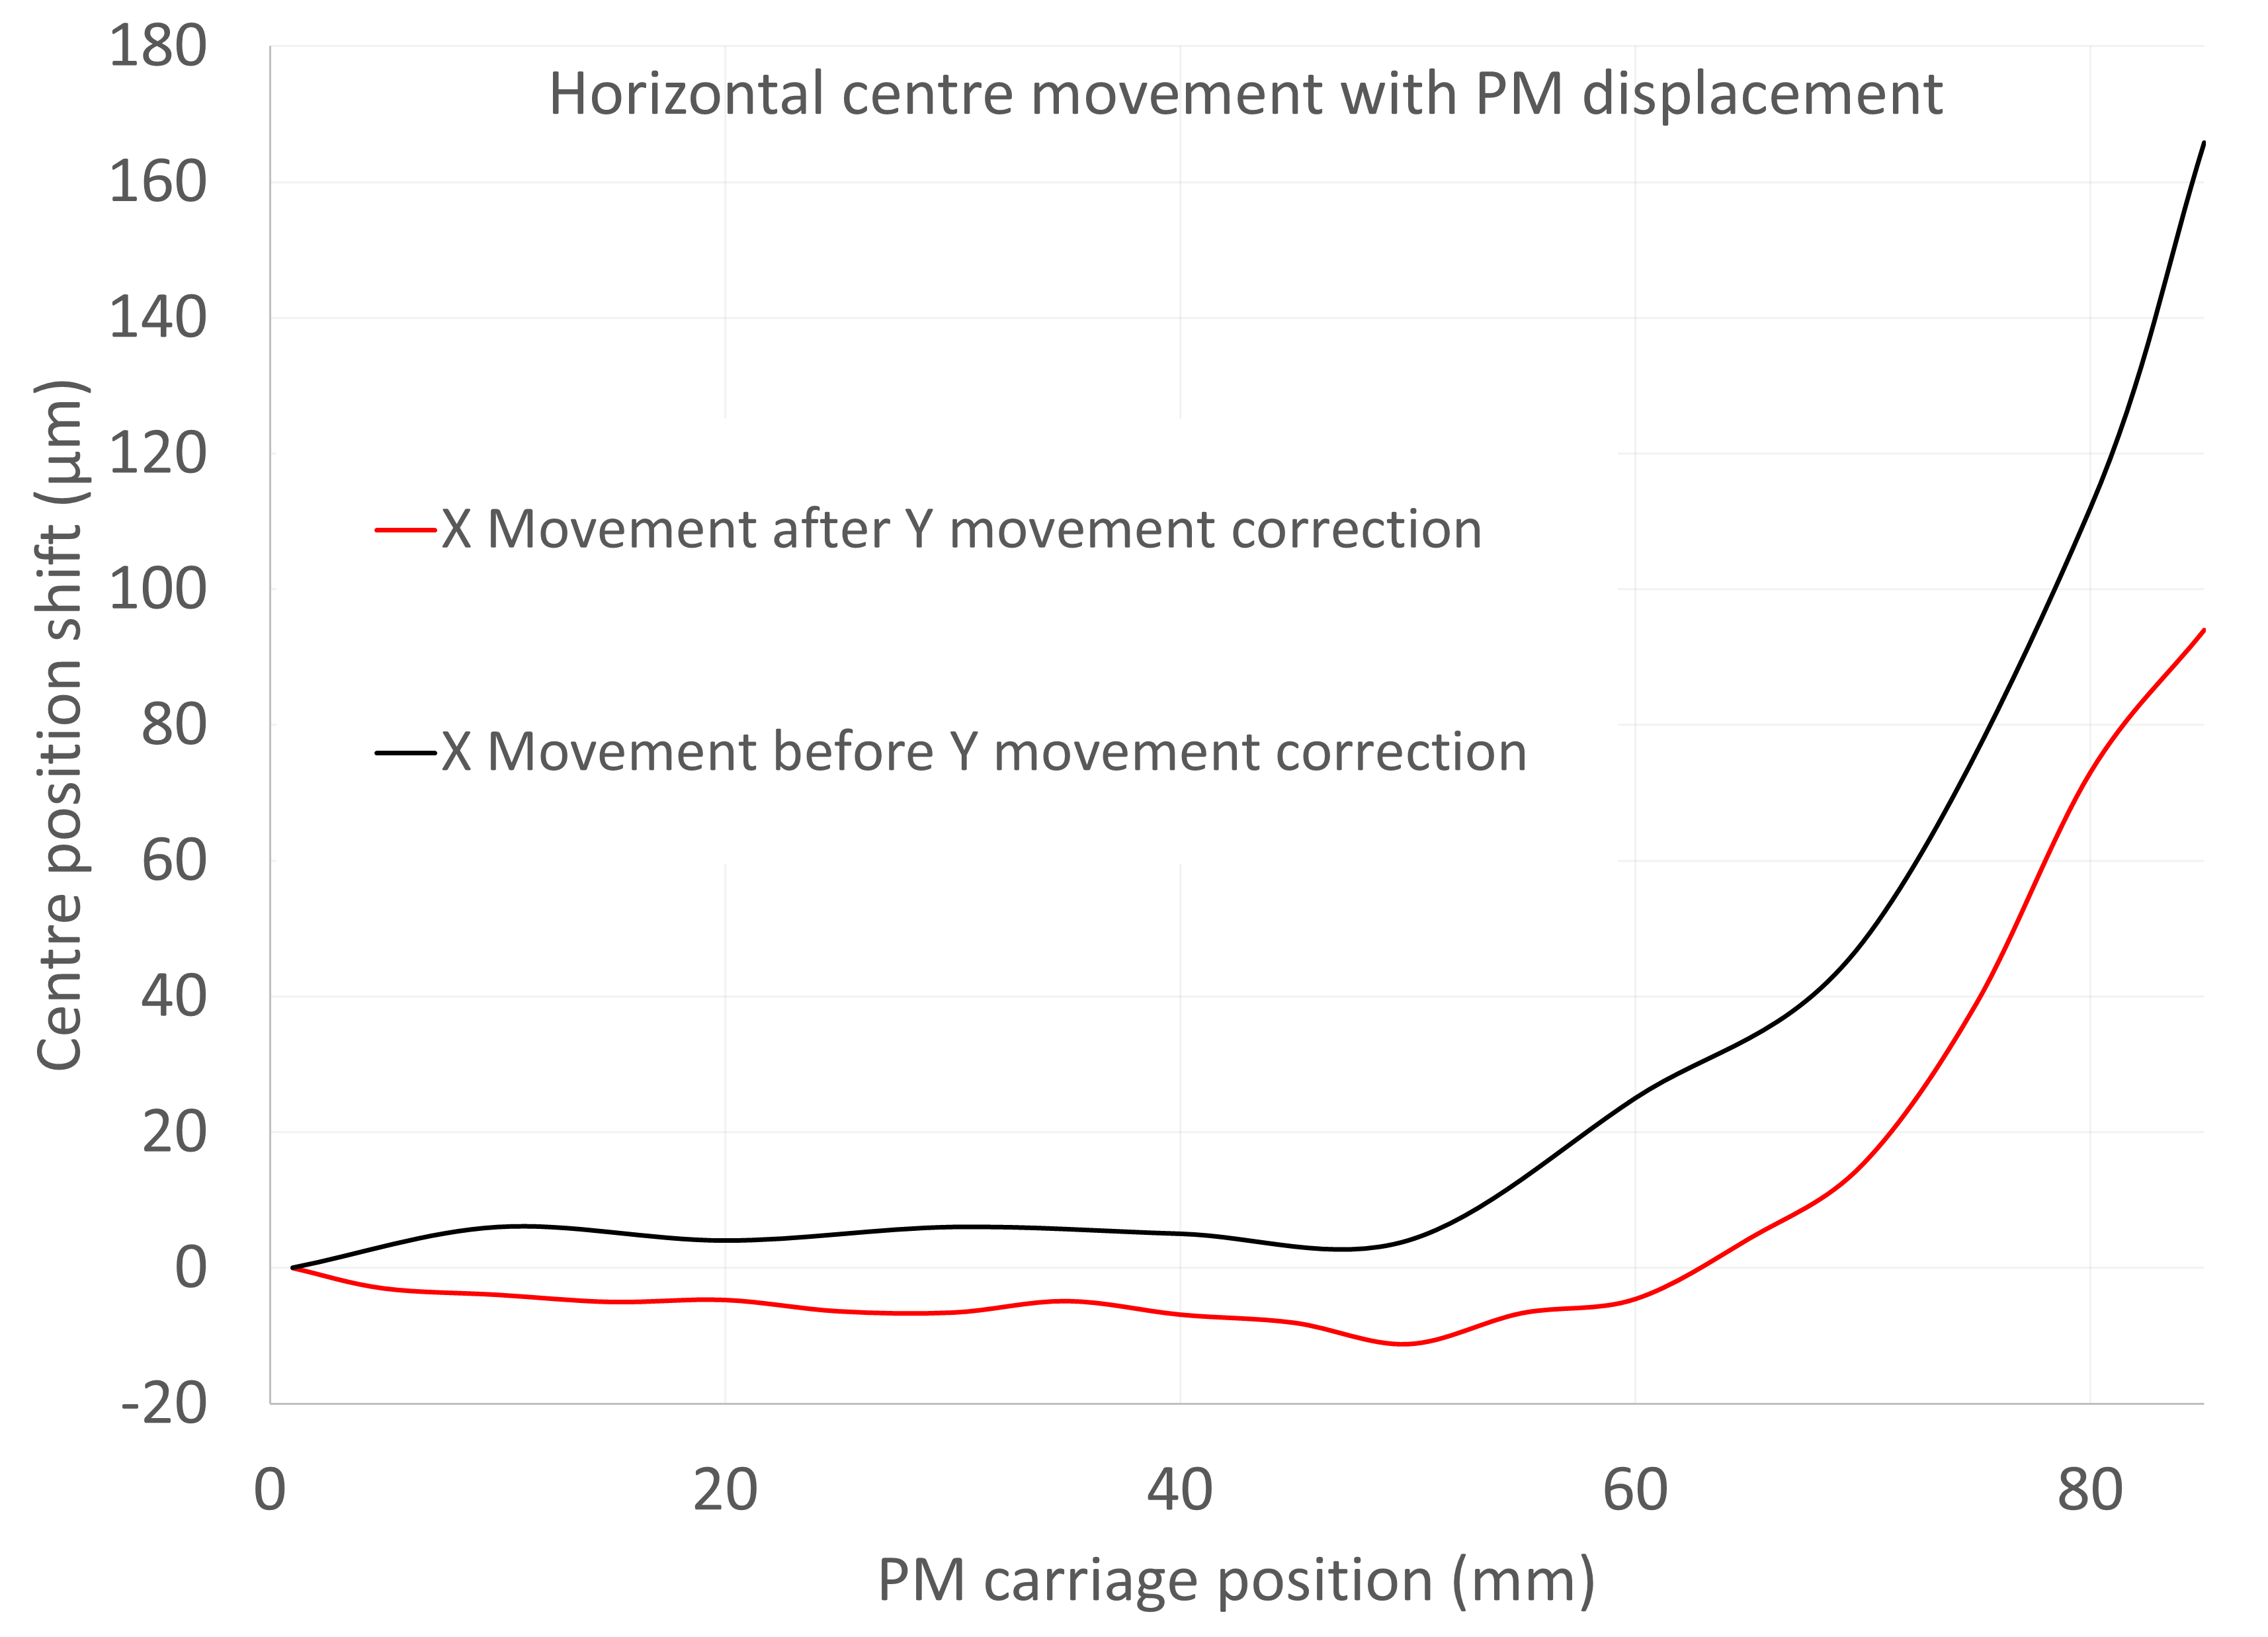 Horizontal centre movement with PM displacement
180
160
140
120
100
80
60
40
20
0
-20
Centre position shift (µm)
X Movement after Y movement correction
X Movement before Y movement correction
0 20 40 60 80
PM carriage position (mm)